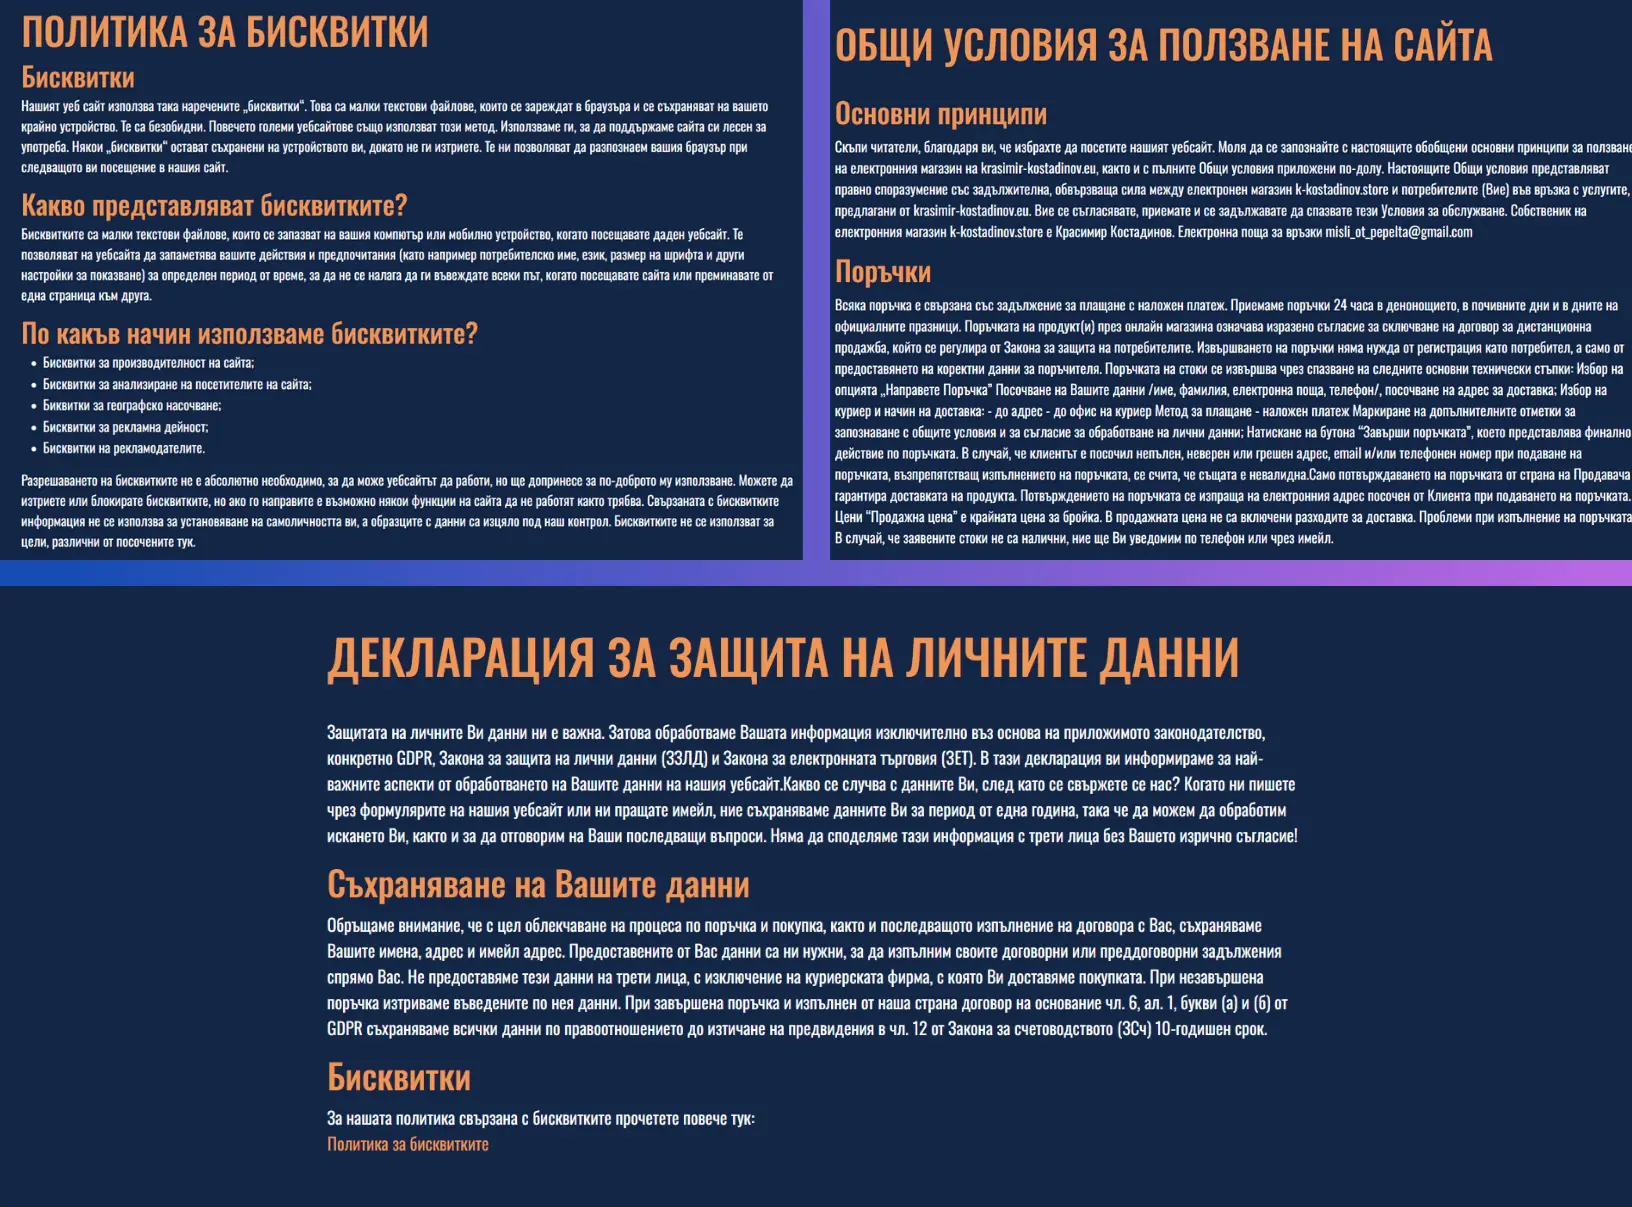 ПОЛИТИКА ЗА БИСКВИТКИ
Бисквитки
Нашият уеб сайт използва така наречените „бисквитки“. Това са малки текстови файлове, които се зареждат в браузъра и се съхраняват на вашето
крайно устройство. Те са безобидни. Повечето големи уебсайтове също използват този метод. Използваме ги, за да поддържаме сайта си лесен за
употреба. Някои „бисквитки“ остават съхранени на устройството ви, докато не ги изтриете. Те ни позволяват да разпознаем вашия браузър при
следващото ви посещение в нашия сайт.
Какво представляват бисквитките?
Бисквитките са малки текстови файлове, които се запазват на вашия компютър или мобилно устройство, когато посещавате даден уебсайт. Те
позволяват на уебсайта да запаметява вашите действия и предпочитания (като например потребителско име, език, размер на шрифта и други
настройки за показване) за определен период от време, за да не се налага да ги въвеждате всеки път, когато посещавате сайта или преминавате от
една страница към друга.
По какъв начин използваме бисквитките?
• Бисквитки за производителност на сайта;
• Бисквитки за анализиране на посетителите на сайта;
• Биквитки за географско насочване;
• Бисквитки за рекламна дейност;
• Бисквитки на рекламодателите.
Разрешаването на бисквитките не е абсолютно необходимо, за да може уебсайтът да работи, но ще допринесе за по-доброто му използване. Можете да
изтриете или блокирате бисквитките, но ако го направите е възможно някои функции на сайта да не работят както трябва. Свързаната с бисквитките
информация не се използва за установяване на самоличността ви, а образците с данни са изцяло под наш контрол. Бисквитките не се използват за
цели, различни от посочените тук.
ОБЩИ УСЛОВИЯ ЗА ПОЛЗВАНЕ НА САЙТА
Основни принципи
Скъпи читатели, благодаря ви, че избрахте да посетите нашият уебсайт. Моля да се запознайте с настоящите обобщени основни принципи за ползване
на електронния магазин на krasimir-kostadinov.eu, както и с пълните Общи условия приложени по-долу. Настоящите Общи условия представляват
правно споразумение със задължителна, обвързваща сила между електронен магазин k-kostadinov.store и потребителите (Вие) във връзка с услугите,
предлагани от krasimir-kostadinov.eu. Вие се съгласявате, приемате и се задължавате да спазвате тези Условия за обслужване. Собственик на
електронния магазин k-kostadinov.store е Красимир Костадинов. Електронна поща за връзки misli_ot_pepelta@gmail.com
Поръчки
Всяка поръчка е свързана със задължение за плащане с наложен платеж. Приемаме поръчки 24 часа в денонощието, в почивните дни и в дните на
официалните празници. Поръчката на продукт(и) през онлайн магазина означава изразено съгласие за сключване на договор за дистанционна
продажба, който се регулира от Закона за защита на потребителите. Извършването на поръчки няма нужда от регистрация като потребител, а само от
предоставянето на коректни данни за поръчителя. Поръчката на стоки се извършва чрез спазване на следните основни технически стъпки: Избор на
опцията „Направете Поръчка” Посочване на Вашите данни /име, фамилия, електронна поща, телефон/, посочване на адрес за доставка; Избор на
куриер и начин на доставка: - до адрес - до офис на куриер Метод за плащане - наложен платеж Маркиране на допълнителните отметки за
запознаване с общите условия и за съгласие за обработване на лични данни; Натискане на бутона “Завърши поръчката”, което представлява финално
действие по поръчката. В случай, че клиентът е посочил непълен, неверен или грешен адрес, email и/или телефонен номер при подаване на
поръчката, възпрепятстващ изпълнението на поръчката, се счита, че същата е невалидна.Само потвърждаването на поръчката от страна на Продавача
гарантира доставката на продукта. Потвърждението на поръчката се изпраща на електронния адрес посочен от Клиента при подаването на поръчката.
Цени “Продажна цена” е крайната цена за бройка. В продажната цена не са включени разходите за доставка. Проблеми при изпълнение на поръчката
В случай, че заявените стоки не са налични, ние ще Ви уведомим по телефон или чрез имейл.
ДЕКЛАРАЦИЯ ЗА ЗАЩИТА НА ЛИЧНИТЕ ДАННИ
Защитата на личните Ви данни ни е важна. Затова обработваме Вашата информация изключително въз основа на приложимото законодателство,
конкретно GDPR, Закона за защита на лични данни (ЗЗЛД) и Закона за електронната търговия (ЗЕТ). В тази декларация ви информираме за най-
важните аспекти от обработването на Вашите данни на нашия уебсайт.Какво се случва с данните Ви, след като се свържете се нас? Когато ни пишете
чрез формулярите на нашия уебсайт или ни пращате имейл, ние съхраняваме данните Ви за период от една година, така че да можем да обработим
искането Ви, както и за да отговорим на Ваши последващи въпроси. Няма да споделяме тази информация с трети лица без Вашето изрично съгласие!
Съхраняване на Вашите данни
Обръщаме внимание, че с цел облекчаване на процеса по поръчка и покупка, както и последващото изпълнение на договора с Вас, съхраняваме
Вашите имена, адрес и имейл адрес. Предоставените от Вас данни са ни нужни, за да изпълним своите договорни или преддоговорни задължения
спрямо Вас. Не предоставяме тези данни на трети лица, с изключение на куриерската фирма, с която Ви доставяме покупката. При незавършена
поръчка изтриваме въведените по нея данни. При завършена поръчка и изпълнен от наша страна договор на основание чл. 6, ал. 1, букви (а) и (б) от
GDPR съхраняваме всички данни по правоотношението до изтичане на предвидения в чл. 12 от Закона за счетоводството (ЗСч) 10-годишен срок.
Бисквитки
За нашата политика свързана с бисквитките прочетете повече тук:
Политика за бисквитките